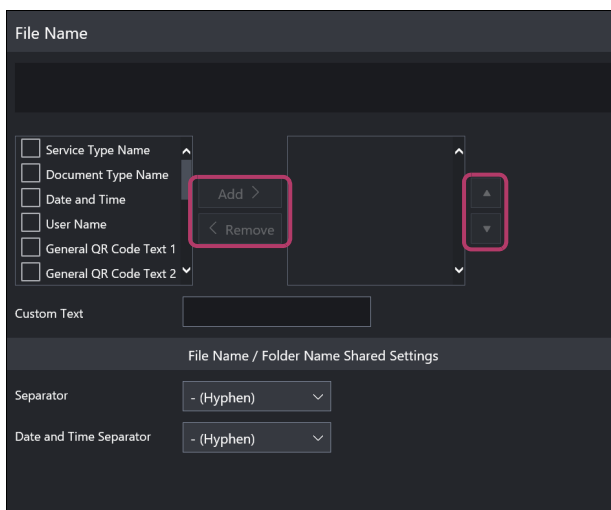 File Name
Service Type Name
Document Type Name
Date and Time
User Name
General QR Code Text 1
General QR Code Text 2
Add >
< Remove
Custom Text
File Name / Folder Name Shared Settings
Separator - (Hyphen)
Date and Time Separator - (Hyphen)